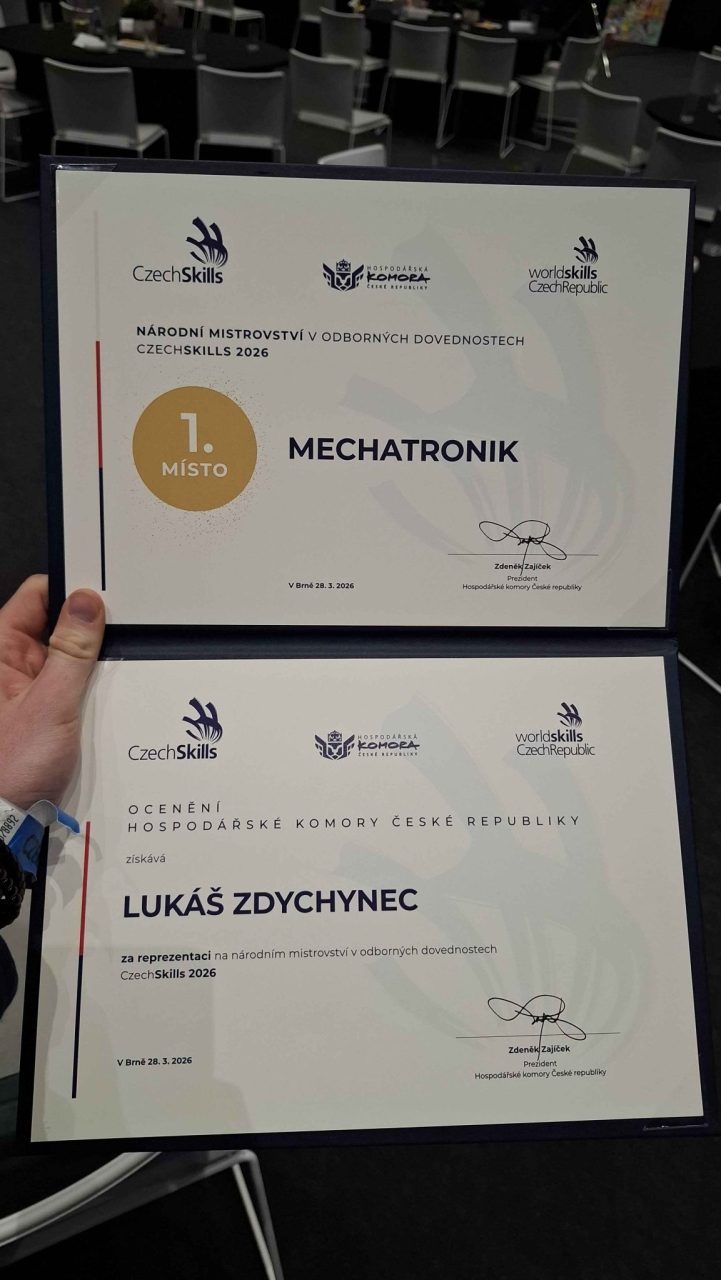 CzechSkills
HOSPODÁŘSKÁ
KOMORA
ČESKÉ REPUBLIKY
worldskills
CzechRepublic
NÁRODNÍ MISTROVSTVÍ V ODBORNÝCH DOVEDNOSTECH
CZECHSKILLS 2026
1.
MÍSTO
MECHATRONIK
V Brně 28. 3. 2026
Zdeněk Zajíček
Prezident
Hospodářské komory České republiky
CzechSkills
HOSPODÁŘSKÁ
KOMORA
ČESKÉ REPUBLIKY
worldskills
CzechRepublic
OCENĚNÍ
HOSPODÁŘSKÉ KOMORY ČESKÉ REPUBLIKY
získává
LUKÁŠ ZDYCHYNEC
za reprezentaci na národním mistrovství v odborných dovednostech
CzechSkills 2026
V Brně 28. 3. 2026
Zdeněk Zajíček
Prezident
Hospodářské komory České republiky